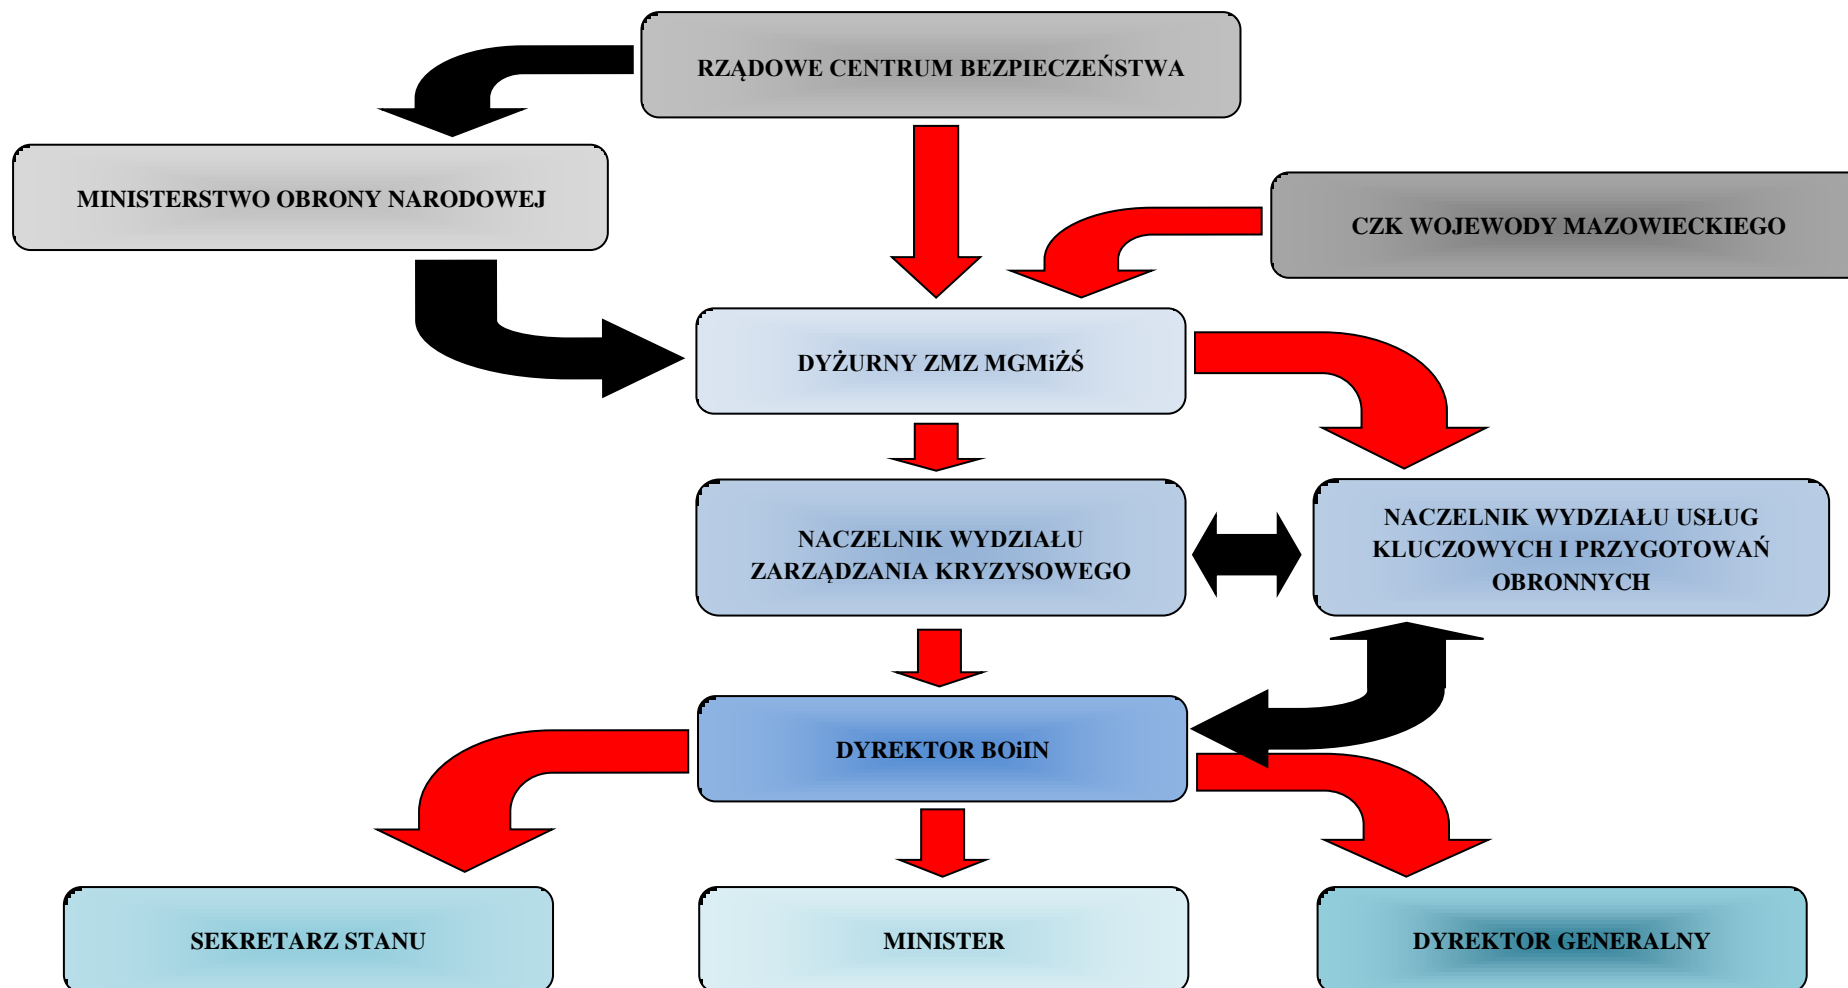 RZĄDOWE CENTRUM BEZPIECZEŃSTWA
MINISTERSTWO OBRONY NARODOWEJ
CZK WOJEWODY MAZOWIECKIEGO
DYŻURNY ZMZ MGMiŻŚ
NACZELNIK WYDZIAŁU
ZARZĄDZANIA KRYZYSOWEGO
NACZELNIK WYDZIAŁU USŁUG
KLUCZOWYCH I PRZYGOTOWAŃ
OBRONNYCH
DYREKTOR BOiIN
SEKRETARZ STANU
MINISTER
DYREKTOR GENERALNY